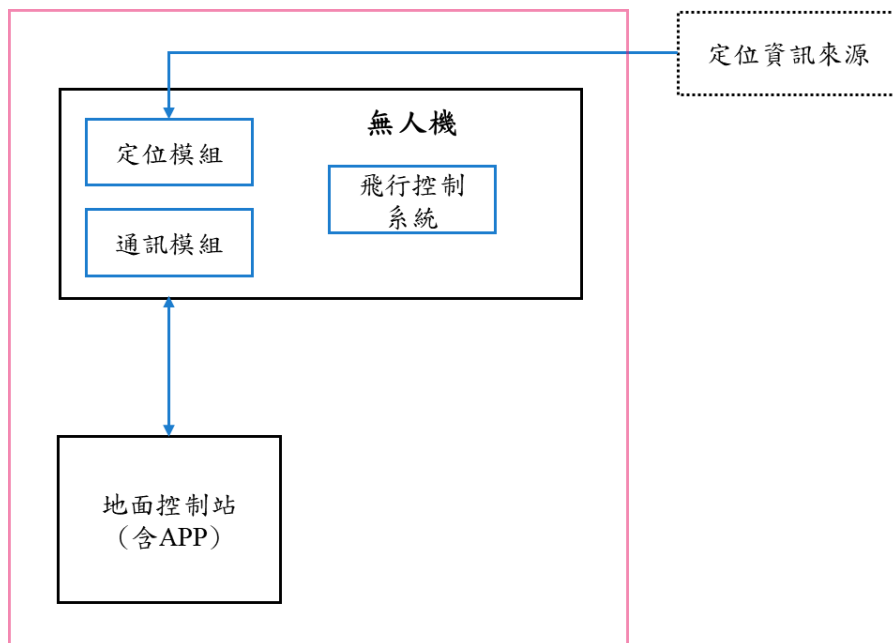 定位資訊來源
無人機
定位模組
飛行控制
系統
通訊模組
地面控制站
（含APP）